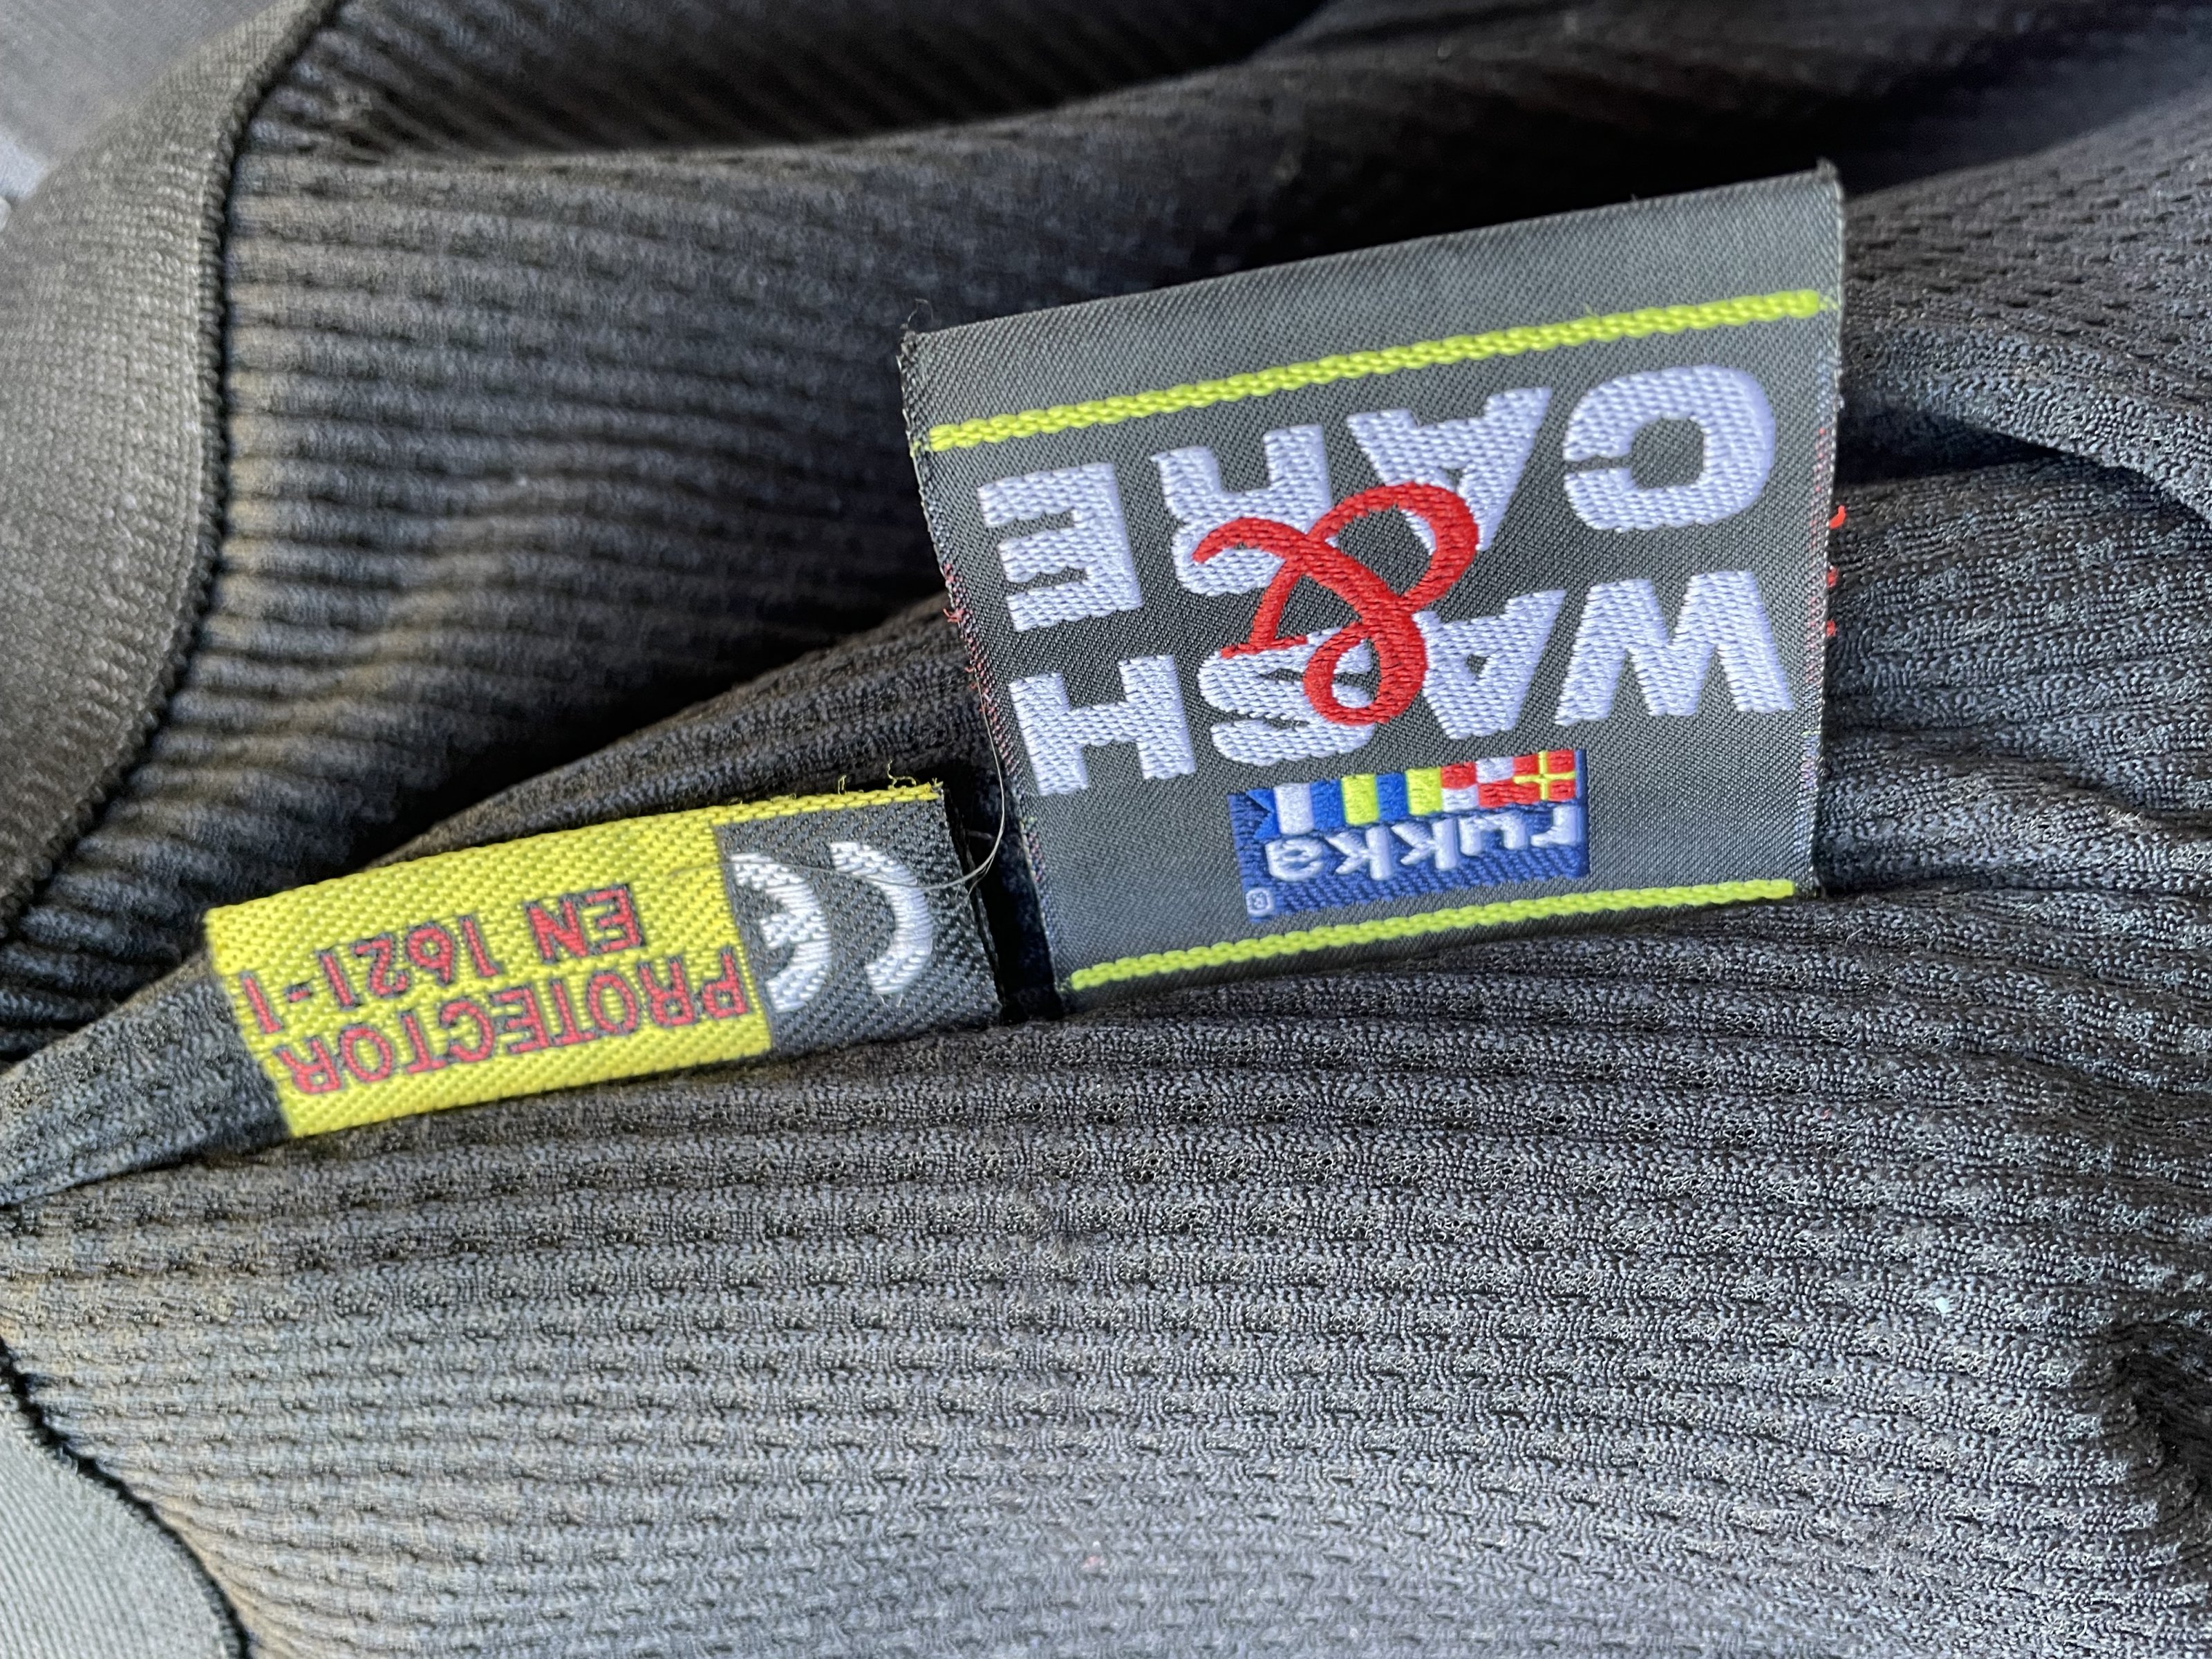 rukka
®
WASH
&
CARE
CE
PROTECTOR
EN 1621-1